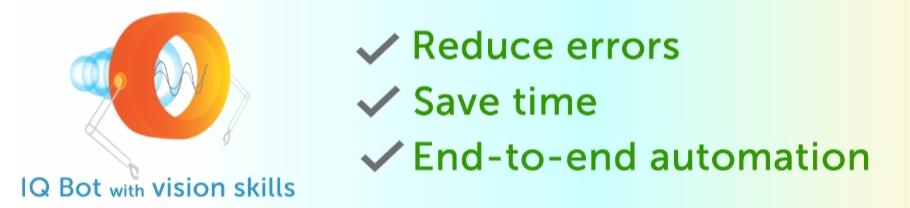 Reduce errors
Save time
End-to-end automation
IQ Bot with vision skills